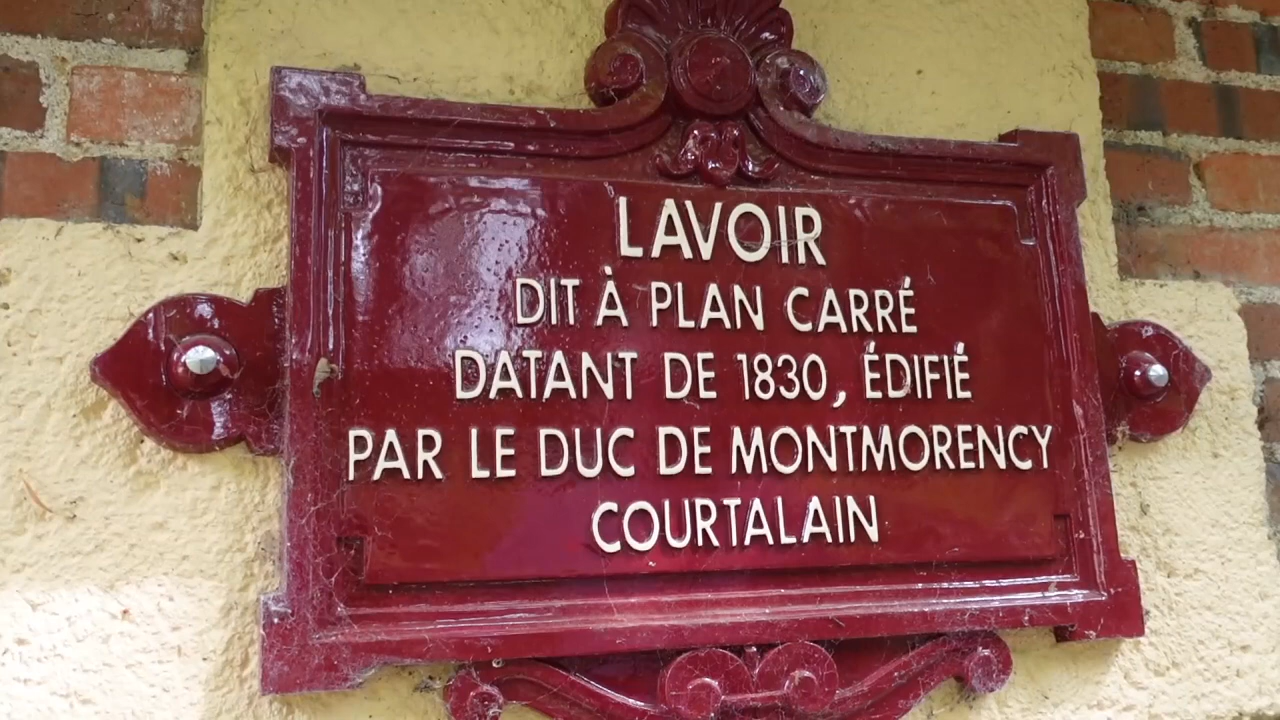 LAVOIR
DIT À PLAN CARRÉ
DATANT DE 1830, ÉDIFIÉ
PAR LE DUC DE MONTMORENCY
COURTALAIN